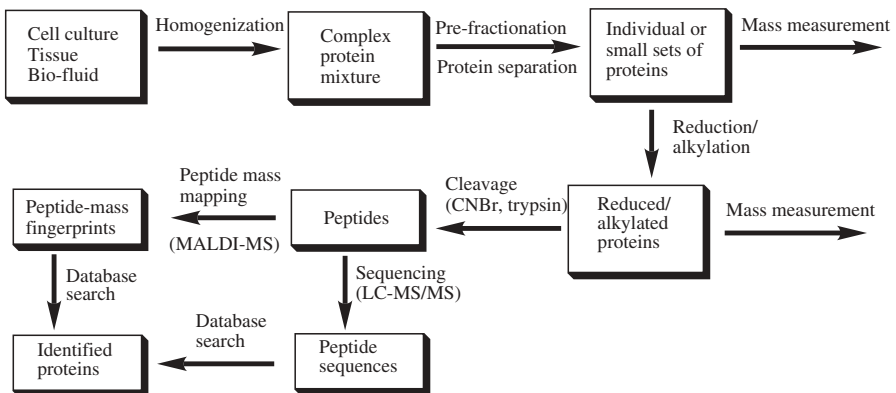 Cell culture
Tissue
Bio-fluid
Homogenization
Complex
protein
mixture
Pre-fractionation
Protein separation
Individual or
small sets of
proteins
Mass measurement
Reduction/
alkylation
Reduced/
alkylated
proteins
Mass measurement
Cleavage
(CNBr, trypsin)
Peptides
Peptide mass
mapping
(MALDI-MS)
Peptide-mass
fingerprints
Database
search
Sequencing
(LC-MS/MS)
Peptide
sequences
Database
search
Identified
proteins